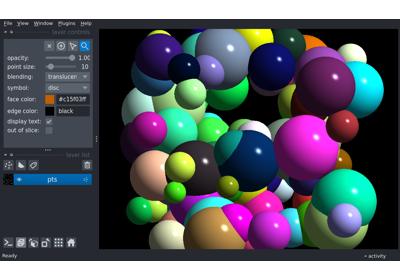 File View Window Plugins Help
layer controls
opacity: 1.00
point size: 10
blending: translucen
symbol: disc
face color: #c15f03ff
edge color: black
display text: ✓
out of slice:
layer list
pts
Ready
activity